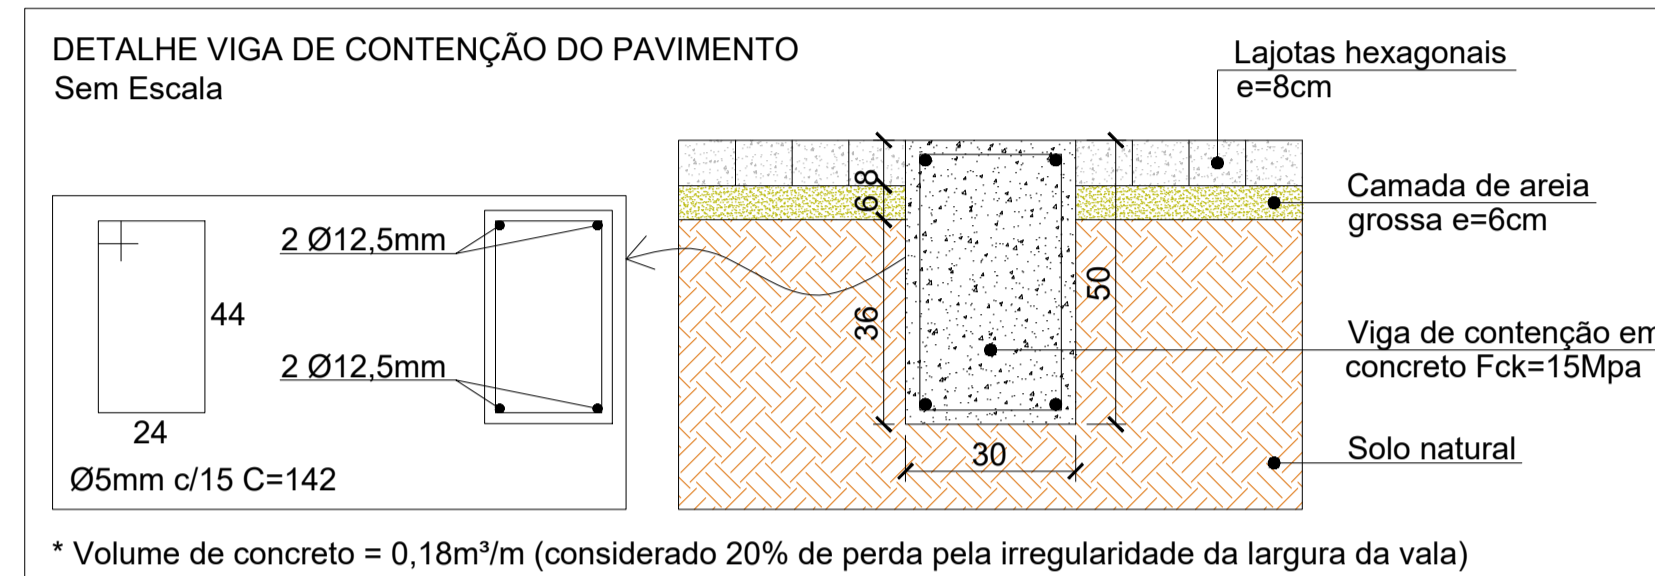 DETALHE VIGA DE CONTENÇÃO DO PAVIMENTO
Sem Escala
Lajotas hexagonais
e=8cm
Camada de areia
grossa e=6cm
Viga de contenção em
concreto Fck=15Mpa
Solo natural
8
6
36
50
30
2 Ø12,5mm
2 Ø12,5mm
44
24
Ø5mm c/15 C=142
* Volume de concreto = 0,18m³/m (considerado 20% de perda pela irregularidade da largura da vala)